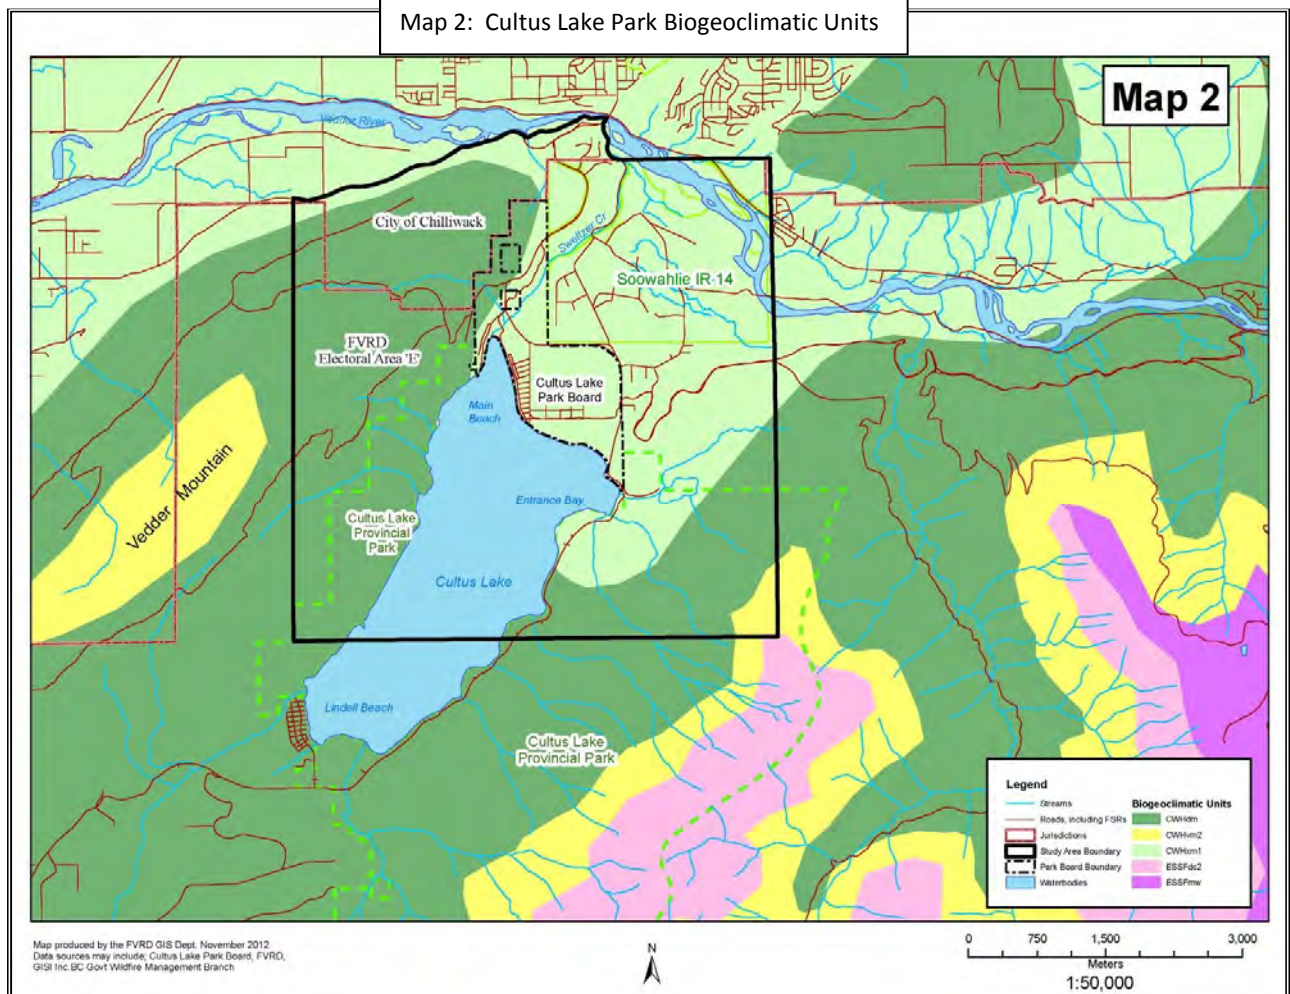 Map 2: Cultus Lake Park Biogeoclimatic Units
Map 2
Vedder River
City of Chilliwack
Sweltzer Cr
Soowahlie IR-14
FVRD
Electoral Area 'E'
Cultus Lake
Park Board
Main
Beach
Vedder Mountain
Entrance Bay
Cultus Lake
Provincial
Park
Cultus Lake
Lindell Beach
Cultus Lake
Provincial Park
Legend
Streams
Roads, including FSRs
Jurisdictions
Study Area Boundary
Park Board Boundary
Waterbodies
Biogeoclimatic Units
CWHdm
CWHvm2
CWHxm1
ESSFdc2
ESSFmw
Map produced by the FVRD GIS Dept. November 2012
Data sources may include; Cultus Lake Park Board, FVRD,
GISI Inc.BC Govt Wildfire Management Branch
N
0 750 1,500 3,000
Meters
1:50,000